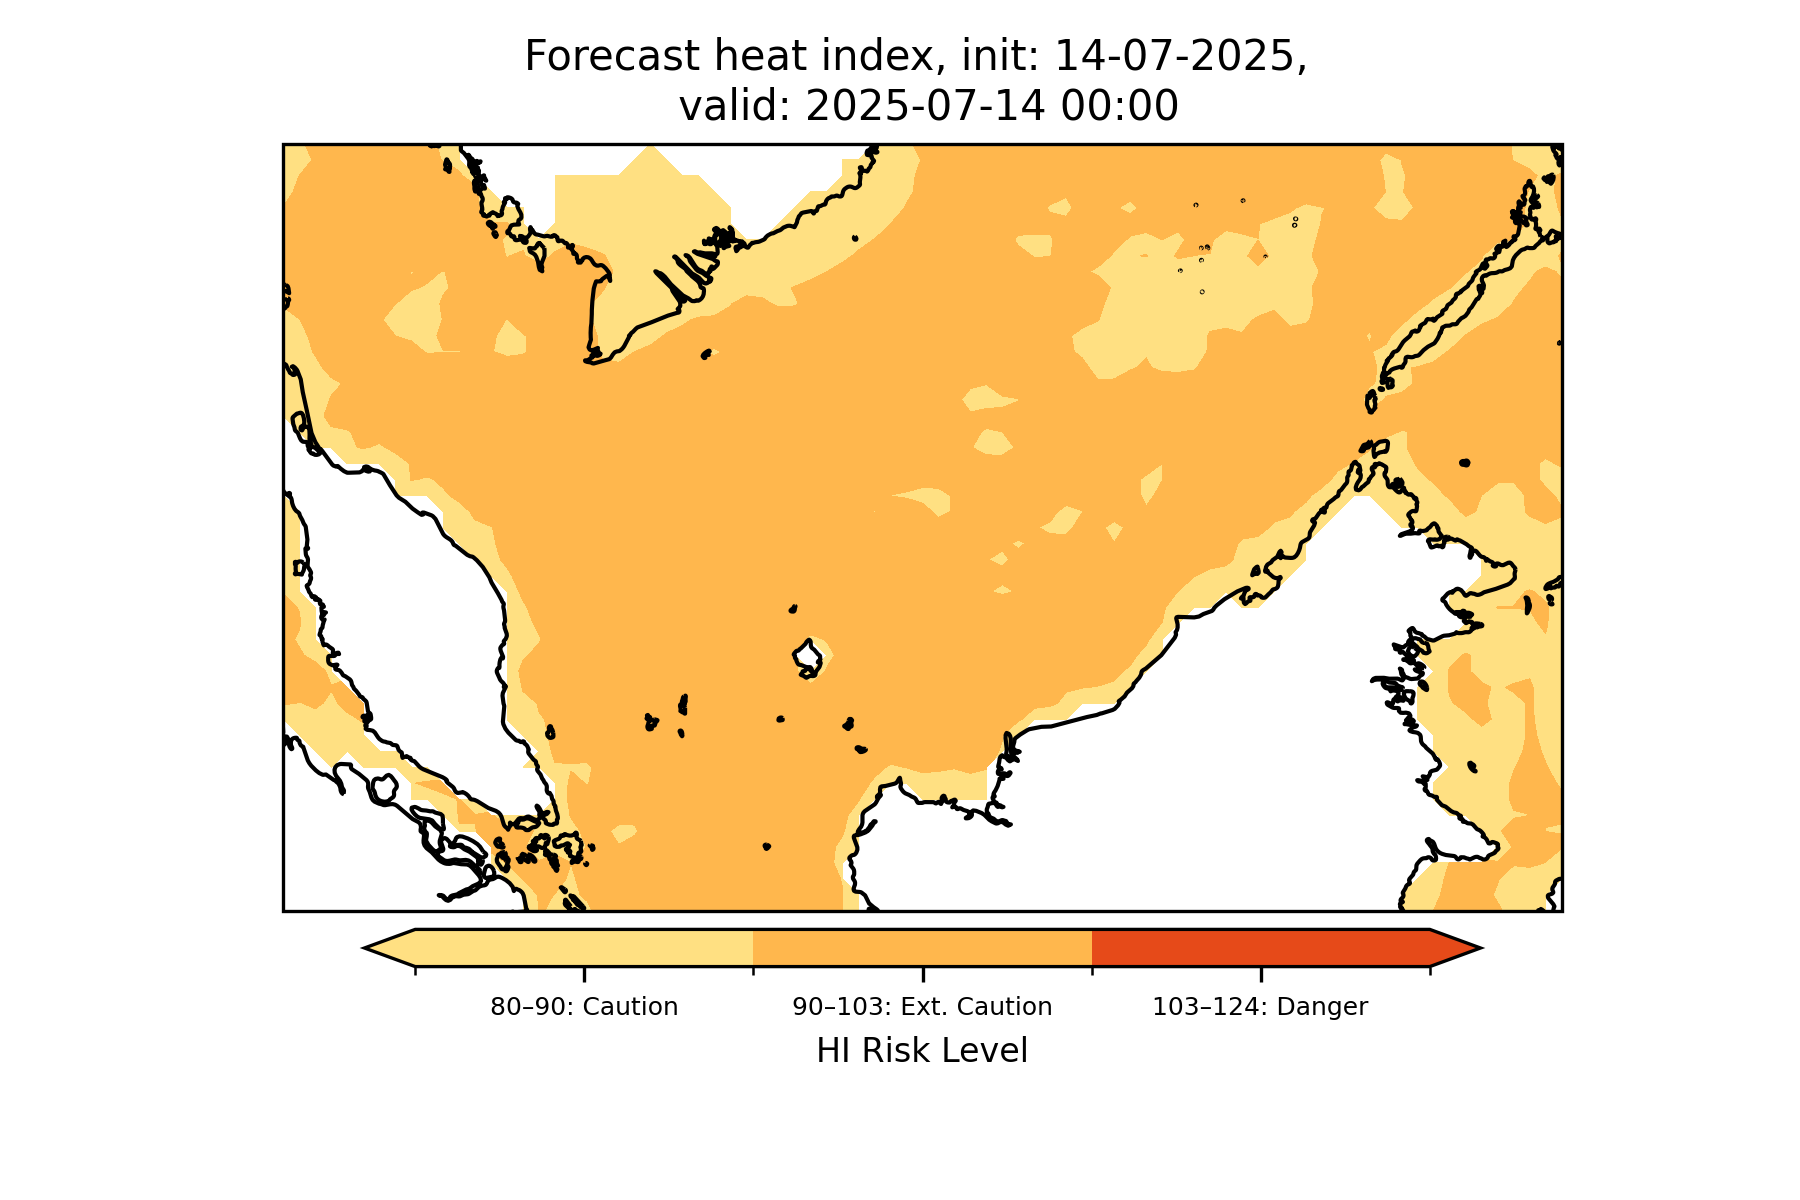 Forecast heat index, init: 14-07-2025,
valid: 2025-07-14 00:00
80–90: Caution
90–103: Ext. Caution
103–124: Danger
HI Risk Level